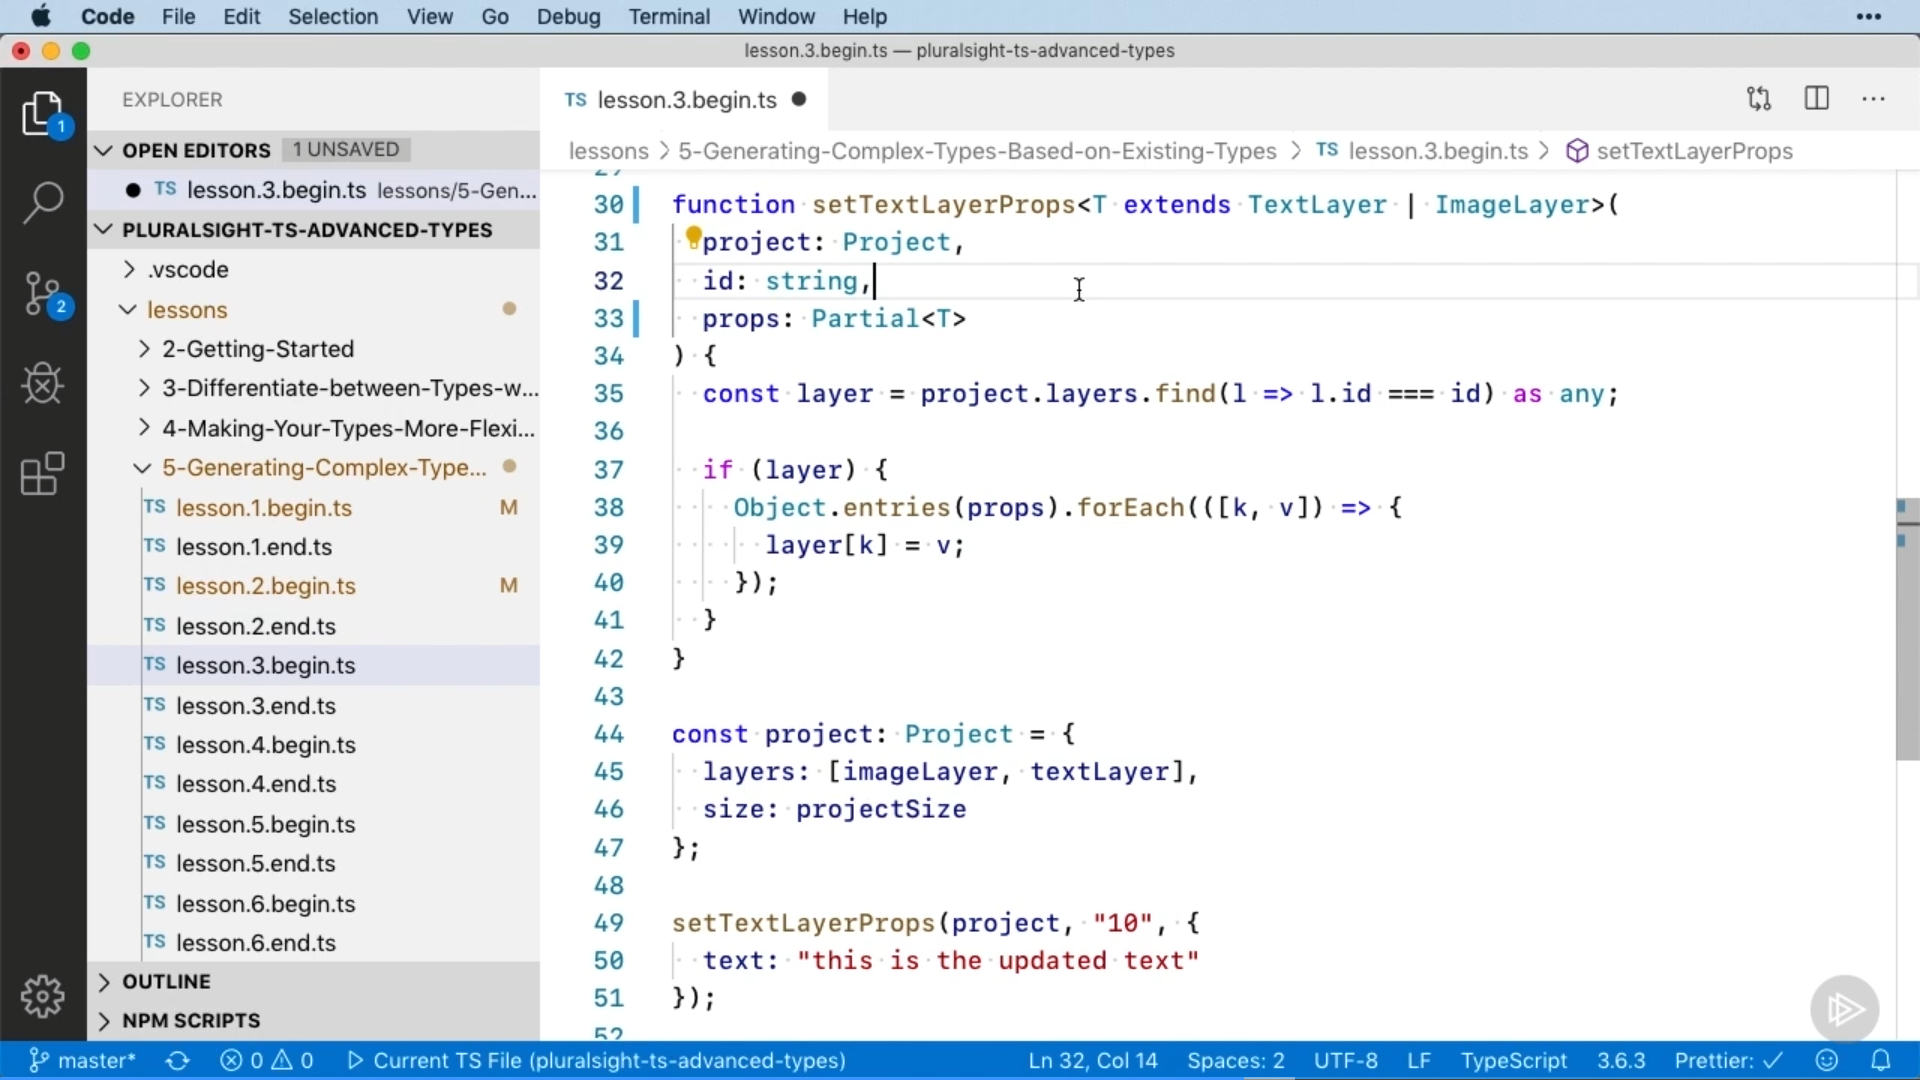 Code File Edit Selection View Go Debug Terminal Window Help •••
lesson.3.begin.ts — pluralsight-ts-advanced-types
EXPLORER
1
OPEN EDITORS 1 UNSAVED
● TS lesson.3.begin.ts lessons/5-Gen...
PLURALSIGHT-TS-ADVANCED-TYPES
.vscode
2
lessons
2-Getting-Started
3-Differentiate-between-Types-w...
4-Making-Your-Types-More-Flexi...
5-Generating-Complex-Type...
TS lesson.1.begin.ts M
TS lesson.1.end.ts
TS lesson.2.begin.ts M
TS lesson.2.end.ts
TS lesson.3.begin.ts
TS lesson.3.end.ts
TS lesson.4.begin.ts
TS lesson.4.end.ts
TS lesson.5.begin.ts
TS lesson.5.end.ts
TS lesson.6.begin.ts
TS lesson.6.end.ts
OUTLINE
NPM SCRIPTS
TS lesson.3.begin.ts ●
lessons > 5-Generating-Complex-Types-Based-on-Existing-Types > TS lesson.3.begin.ts > setTextLayerProps
29
30 function setTextLayerProps<T extends TextLayer | ImageLayer>(
31 project: Project,
32 id: string,
33 props: Partial<T>
34 ) {
35 const layer = project.layers.find(l => l.id === id) as any;
36
37 if (layer) {
38 Object.entries(props).forEach(([k, v]) => {
39 layer[k] = v;
40 });
41 }
42 }
43
44 const project: Project = {
45 layers: [imageLayer, textLayer],
46 size: projectSize
47 };
48
49 setTextLayerProps(project, "10", {
50 text: "this is the updated text"
51 });
52
master* 0 0 Current TS File (pluralsight-ts-advanced-types) Ln 32, Col 14 Spaces: 2 UTF-8 LF TypeScript 3.6.3 Prettier: ✓